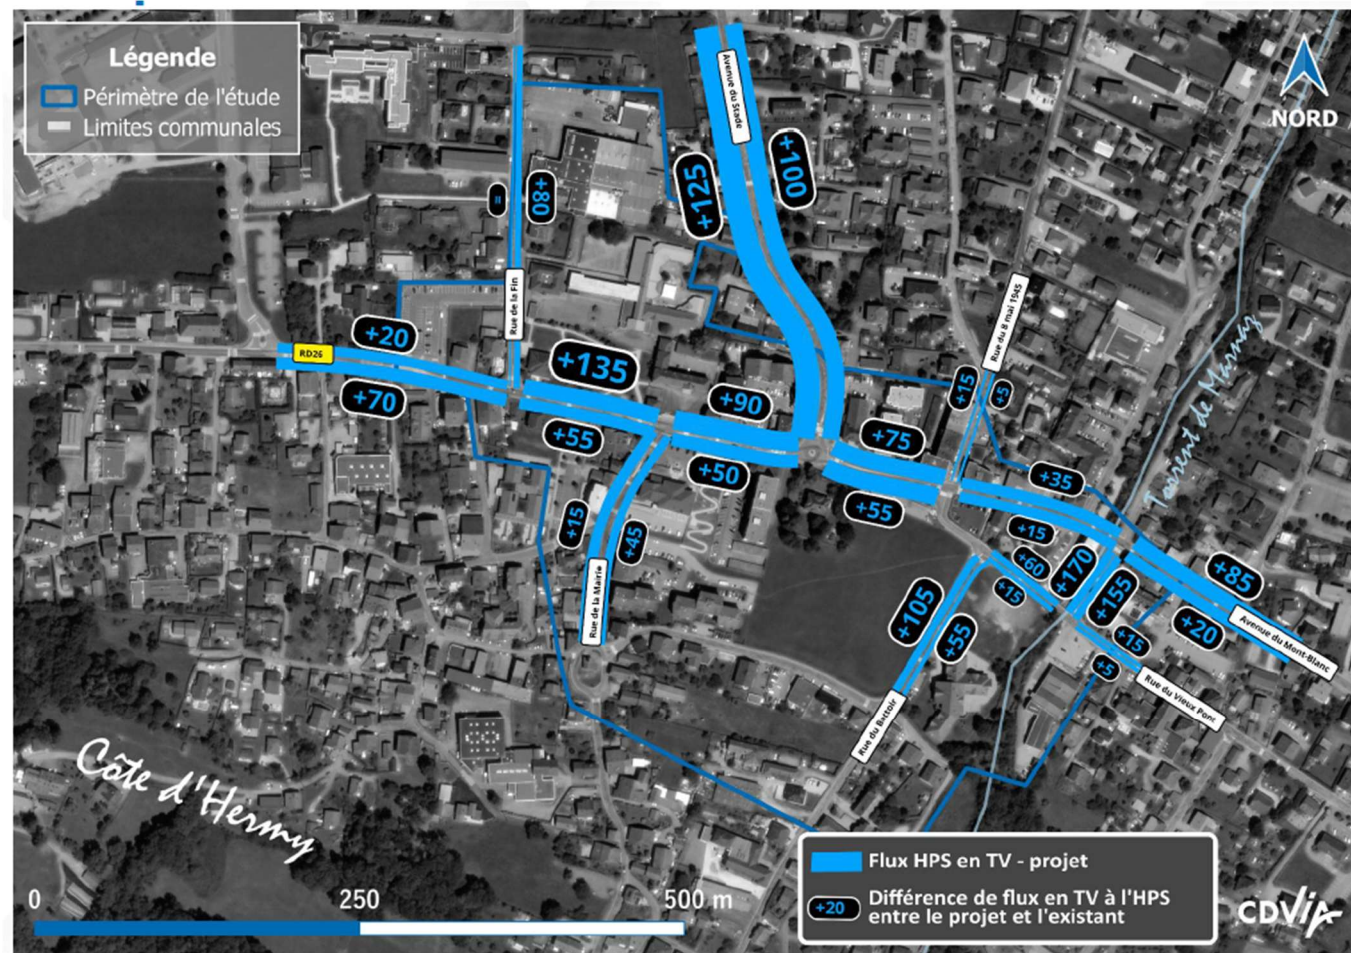 Légende
Périmètre de l'étude
Limites communales
NORD
Avenue du Stade
+100
+125
=
+80
Rue de la Fin
RD26
+20
+70
+135
+55
+90
+50
+75
+55
Rue du 8 mai 1945
+15
+5
Torrent de Marnaz
+35
+15
+60
+15
+170
+155
+85
+20
Avenue du Mont-Blanc
+15
+5
Rue du Vieux Pont
+105
+55
Rue du Battoir
+15
+45
Rue de la Mairie
Côte d'Hermy
0
250
500 m
Flux HPS en TV - projet
+20
Différence de flux en TV à l'HPS
entre le projet et l'existant
CDVIA